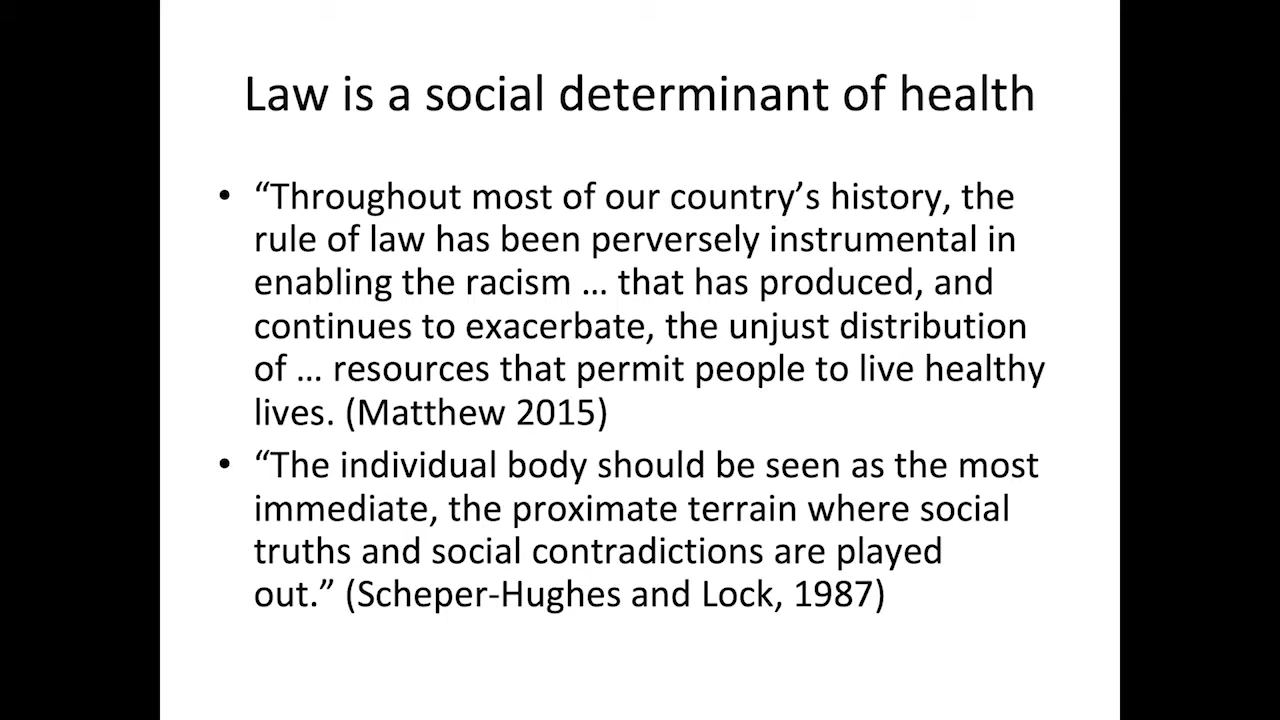 Law is a social determinant of health
• “Throughout most of our country’s history, the
rule of law has been perversely instrumental in
enabling the racism … that has produced, and
continues to exacerbate, the unjust distribution
of … resources that permit people to live healthy
lives. (Matthew 2015)
• “The individual body should be seen as the most
immediate, the proximate terrain where social
truths and social contradictions are played
out.” (Scheper-Hughes and Lock, 1987)